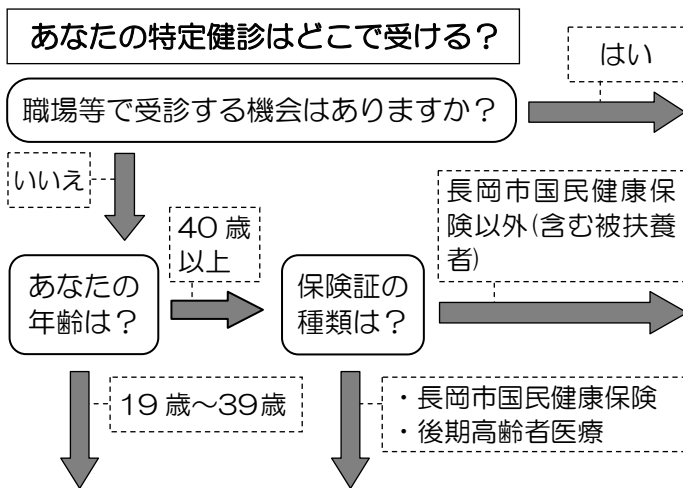 あなたの特定健診はどこで受ける？
はい
職場等で受診する機会はありますか？
いいえ
40歳
以上
長岡市国民健康保
険以外(含む被扶養
者)
あなたの
年齢は？
保険証の
種類は？
19歳～39歳
・長岡市国民健康保険
・後期高齢者医療